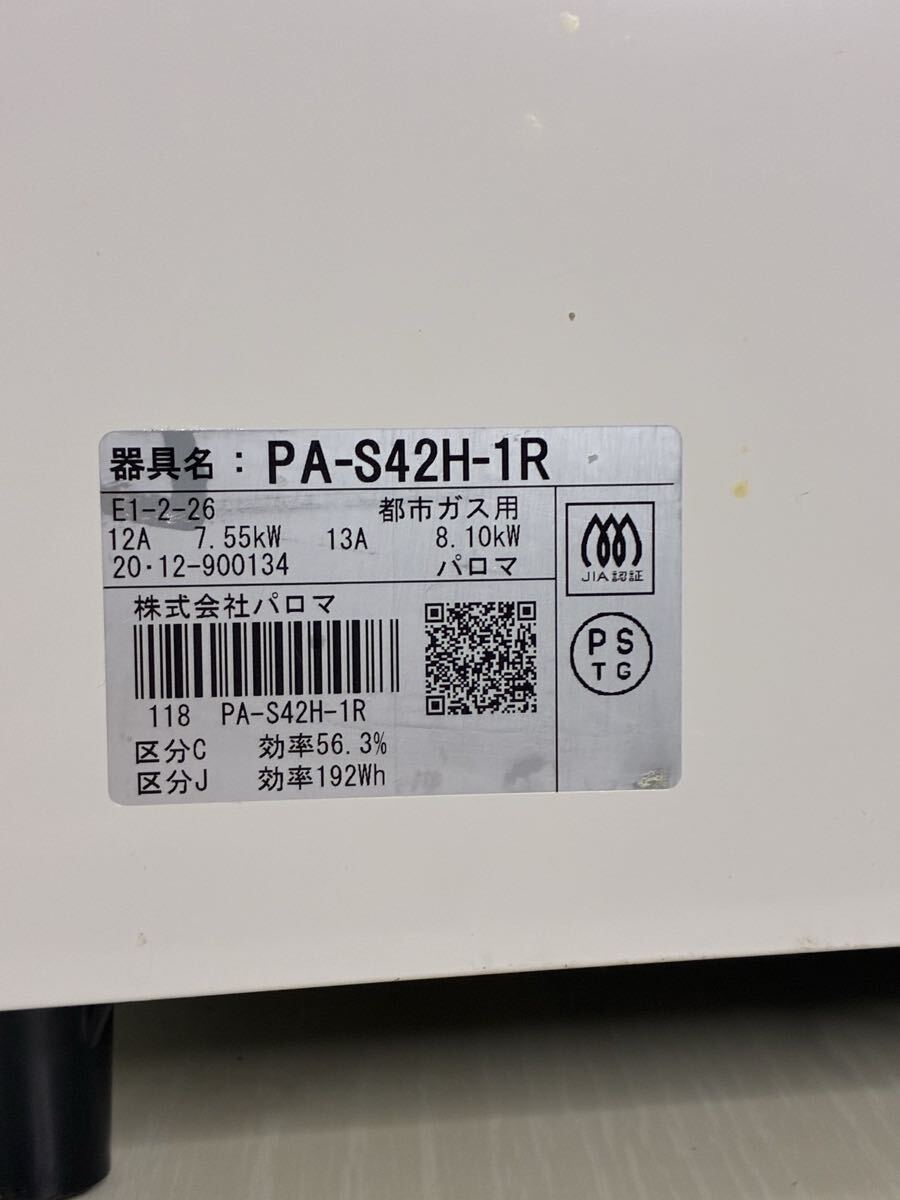 器具名：PA-S42H-1R
E1-2-26 都市ガス用
12A 7.55kW 13A 8.10kW
20・12-900134 パロマ
株式会社パロマ
118 PA-S42H-1R
区分C 効率56.3%
区分J 効率192Wh
JIA認証
PS
TG